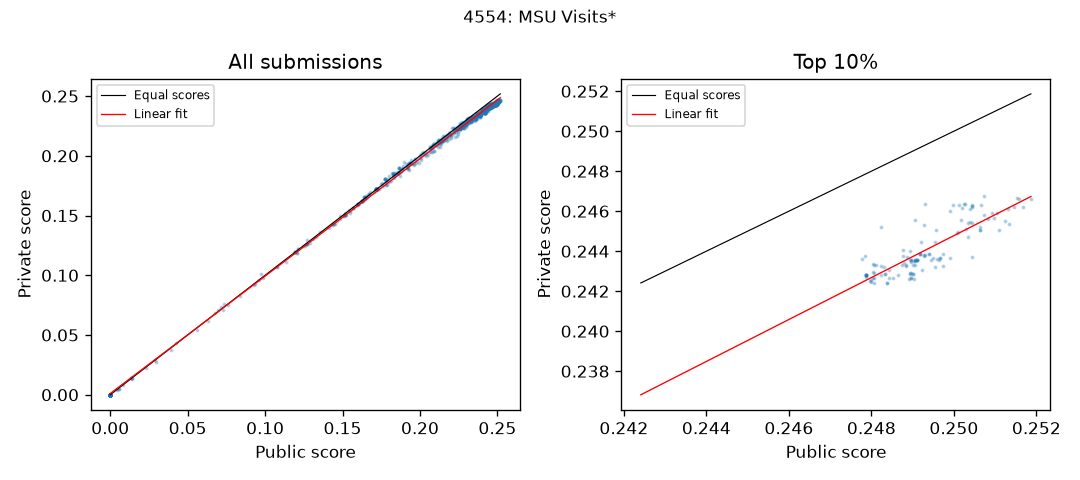 4554: MSU Visits*
All submissions
Equal scores
Linear fit
Private score
0.25
0.20
0.15
0.10
0.05
0.00
0.00 0.05 0.10 0.15 0.20 0.25
Public score
Top 10%
Equal scores
Linear fit
Private score
0.252
0.250
0.248
0.246
0.244
0.242
0.240
0.238
0.242 0.244 0.246 0.248 0.250 0.252
Public score